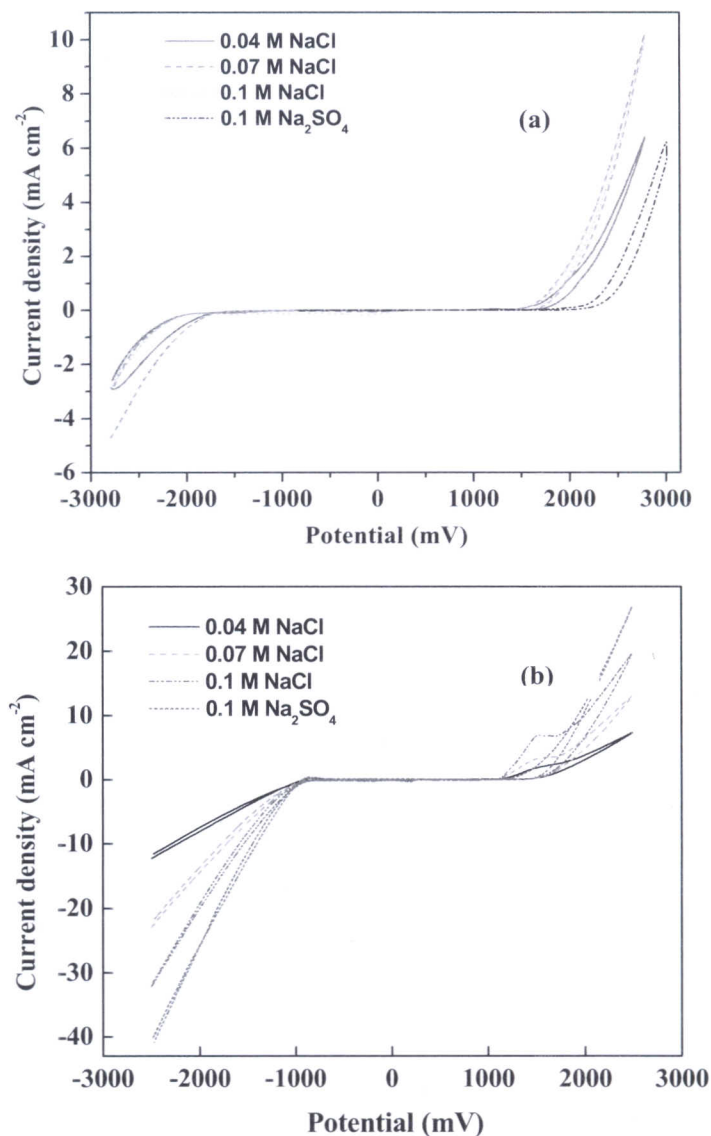 0.04 M NaCl
0.07 M NaCl
0.1 M NaCl
0.1 M Na₂SO₄
(a)
10
8
6
4
2
0
-2
-4
-6
Current density (mA cm⁻²)
-3000 -2000 -1000 0 1000 2000 3000
Potential (mV)
0.04 M NaCl
0.07 M NaCl
0.1 M NaCl
0.1 M Na₂SO₄
(b)
30
20
10
0
-10
-20
-30
-40
Current density (mA cm⁻²)
-3000 -2000 -1000 0 1000 2000 3000
Potential (mV)